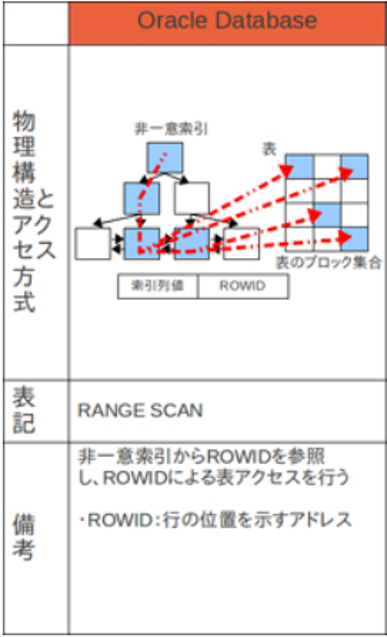 Oracle Database
物理構造と
アクセス方式
非一意索引
表
表のブロック集合
索引列値 ROWID
表記
RANGE SCAN
備考
非一意索引からROWIDを参照
し、ROWIDによる表アクセスを行う
・ROWID：行の位置を示すアドレス